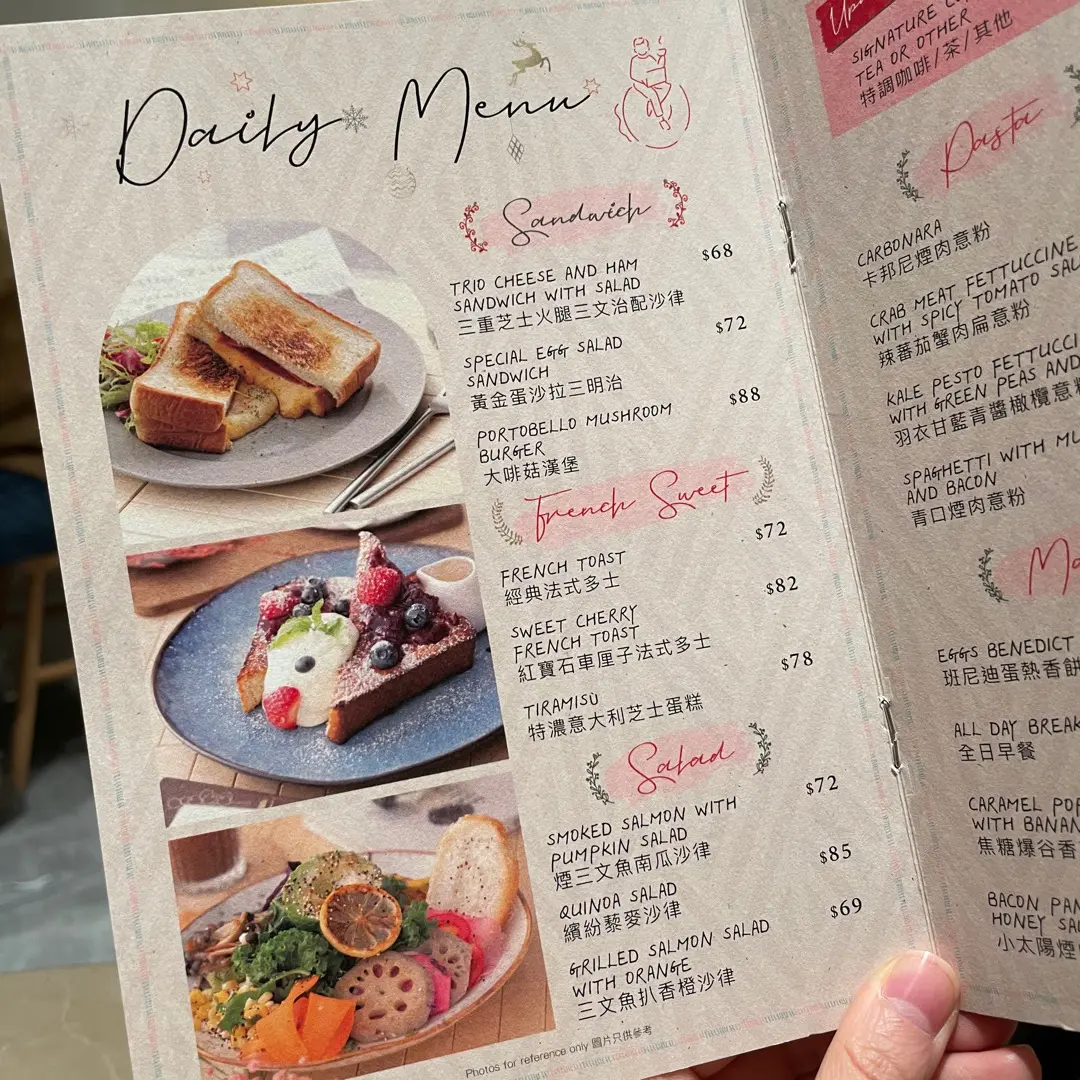 Daily Menu
Sandwich
TRIO CHEESE AND HAM
SANDWICH WITH SALAD
三重芝士火腿三文治配沙律
$68
SPECIAL EGG SALAD
SANDWICH
黃金蛋沙拉三明治
$72
PORTOBELLO MUSHROOM
BURGER
大啡菇漢堡
$88
French Sweet
FRENCH TOAST
經典法式多士
$72
SWEET CHERRY
FRENCH TOAST
紅寶石車厘子法式多士
$82
TIRAMISÙ
特濃意大利芝士蛋糕
$78
Salad
SMOKED SALMON WITH
PUMPKIN SALAD
煙三文魚南瓜沙律
$72
QUINOA SALAD
繽紛藜麥沙律
$85
GRILLED SALMON SALAD
WITH ORANGE
三文魚扒香橙沙律
$69
Photos for reference only 圖片只供參考
SIGNATURE
TEA OR OTHER
特調咖啡/茶/其他
Pasta
CARBONARA
卡邦尼煙肉意粉
CRAB MEAT FETTUCCINE
WITH SPICY TOMATO
辣蕃茄蟹肉扁意粉
KALE PESTO
WITH GREEN PEAS AND
羽衣甘藍青醬橄欖意
SPAGHETTI WITH
AND BACON
青口煙肉意粉
EGGS BENEDICT
班尼迪蛋熱香餅
ALL DAY
全日早餐
CARAMEL
WITH
焦糖爆谷香
BACON
HONEY
小太陽煙